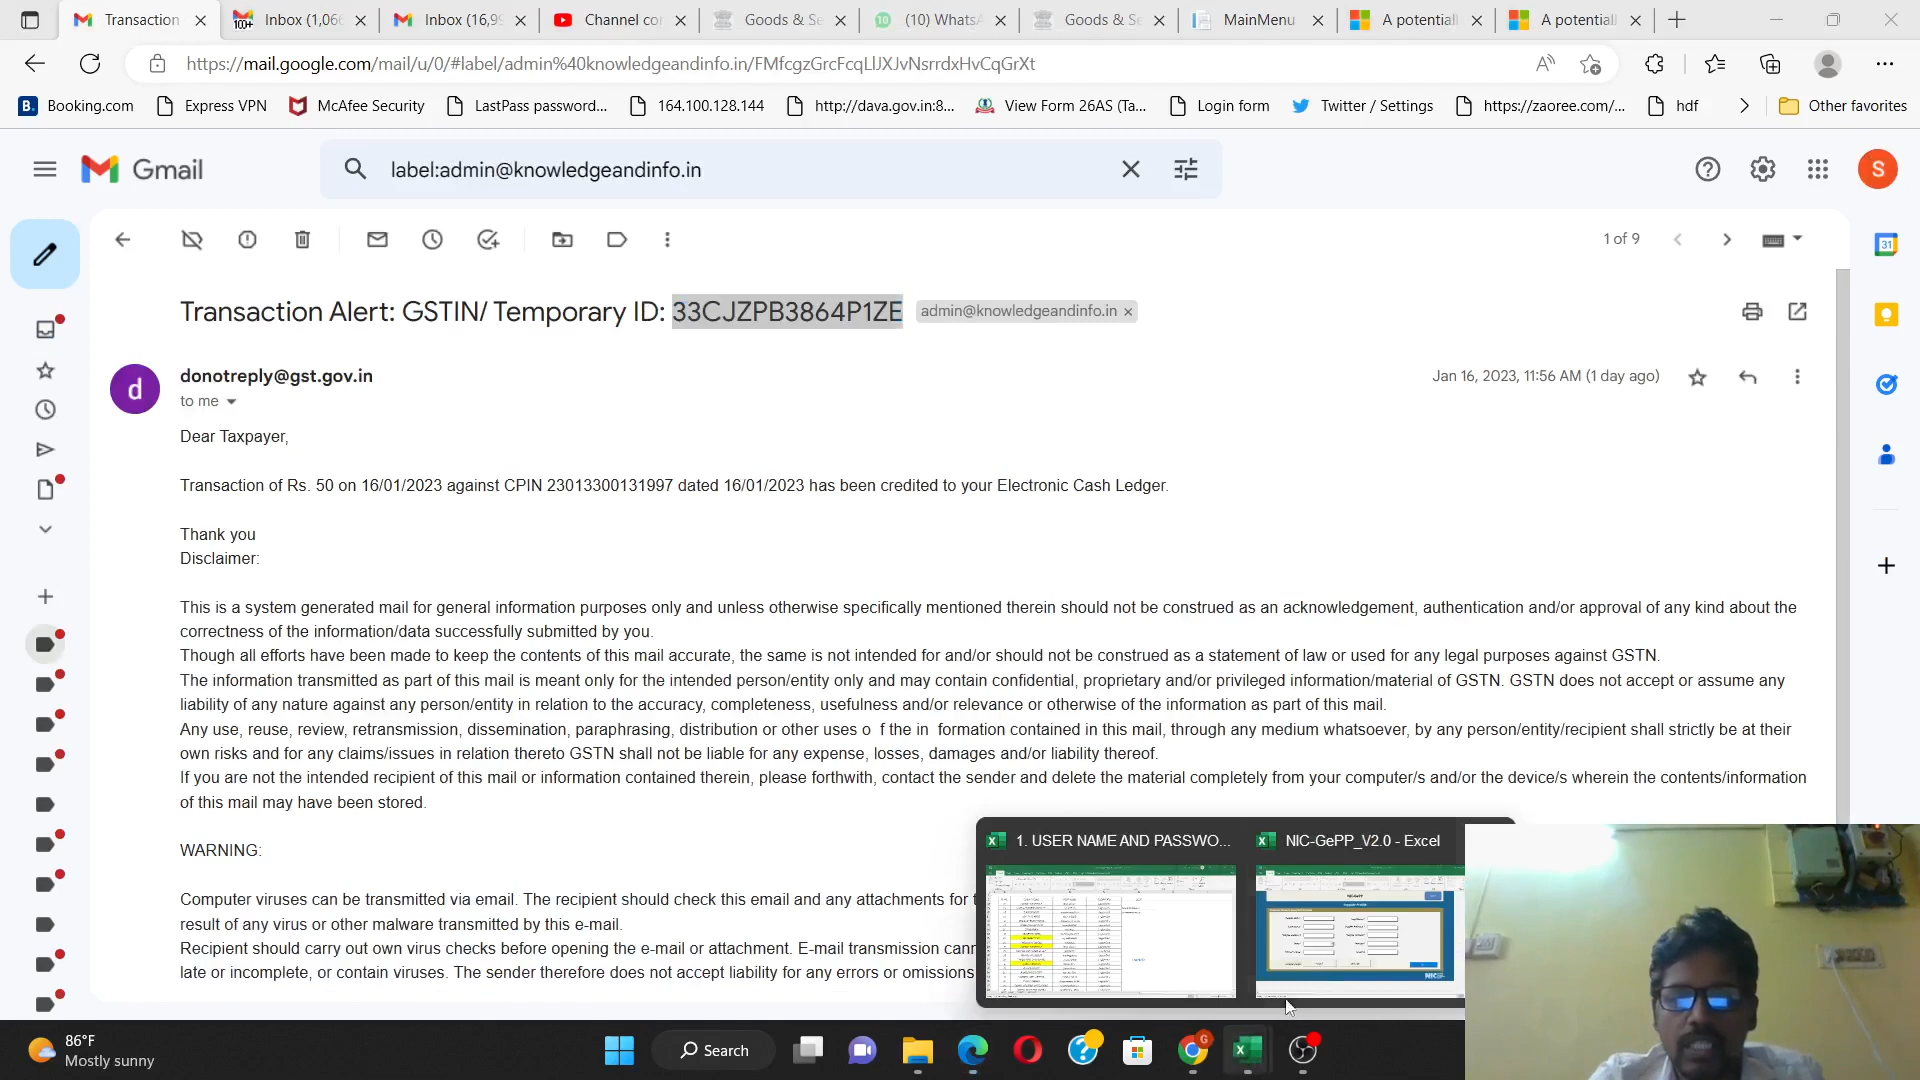 Transaction
Inbox (1,066
Inbox (16,99
Channel co
Goods & Se
(10) WhatsA
Goods & Se
MainMenu
A potential
A potential
https://mail.google.com/mail/u/0/#label/admin%40knowledgeandinfo.in/FMfcgzGrcFcqLlJXJvNsrrdxHvCqGrXt
Booking.com
Express VPN
McAfee Security
LastPass password...
164.100.128.144
http://dava.gov.in:8...
View Form 26AS (Ta...
Login form
Twitter / Settings
https://zaoree.com/...
hdf
Other favorites
Gmail
label:admin@knowledgeandinfo.in
S
1 of 9
Transaction Alert: GSTIN/ Temporary ID: 33CJZPB3864P1ZE
admin@knowledgeandinfo.in ×
d
donotreply@gst.gov.in
Jan 16, 2023, 11:56 AM (1 day ago)
to me
Dear Taxpayer,
Transaction of Rs. 50 on 16/01/2023 against CPIN 23013300131997 dated 16/01/2023 has been credited to your Electronic Cash Ledger.
Thank you
Disclaimer:
This is a system generated mail for general information purposes only and unless otherwise specifically mentioned therein should not be construed as an acknowledgement, authentication and/or approval of any kind about the
correctness of the information/data successfully submitted by you.
Though all efforts have been made to keep the contents of this mail accurate, the same is not intended for and/or should not be construed as a statement of law or used for any legal purposes against GSTN.
The information transmitted as part of this mail is meant only for the intended person/entity only and may contain confidential, proprietary and/or privileged information/material of GSTN. GSTN does not accept or assume any
liability of any nature against any person/entity in relation to the accuracy, completeness, usefulness and/or relevance or otherwise of the information as part of this mail.
Any use, reuse, review, retransmission, dissemination, paraphrasing, distribution or other uses o f the in formation contained in this mail, through any medium whatsoever, by any person/entity/recipient shall strictly be at their
own risks and for any claims/issues in relation thereto GSTN shall not be liable for any expense, losses, damages and/or liability thereof.
If you are not the intended recipient of this mail or information contained therein, please forthwith, contact the sender and delete the material completely from your computer/s and/or the device/s wherein the contents/information
of this mail may have been stored.
WARNING:
Computer viruses can be transmitted via email. The recipient should check this email and any attachments for t
result of any virus or other malware transmitted by this e-mail.
Recipient should carry out own virus checks before opening the e-mail or attachment. E-mail transmission cann
late or incomplete, or contain viruses. The sender therefore does not accept liability for any errors or omissions
1. USER NAME AND PASSWO...
NIC-GePP_V2.0 - Excel
NIC
86°F
Mostly sunny
Search